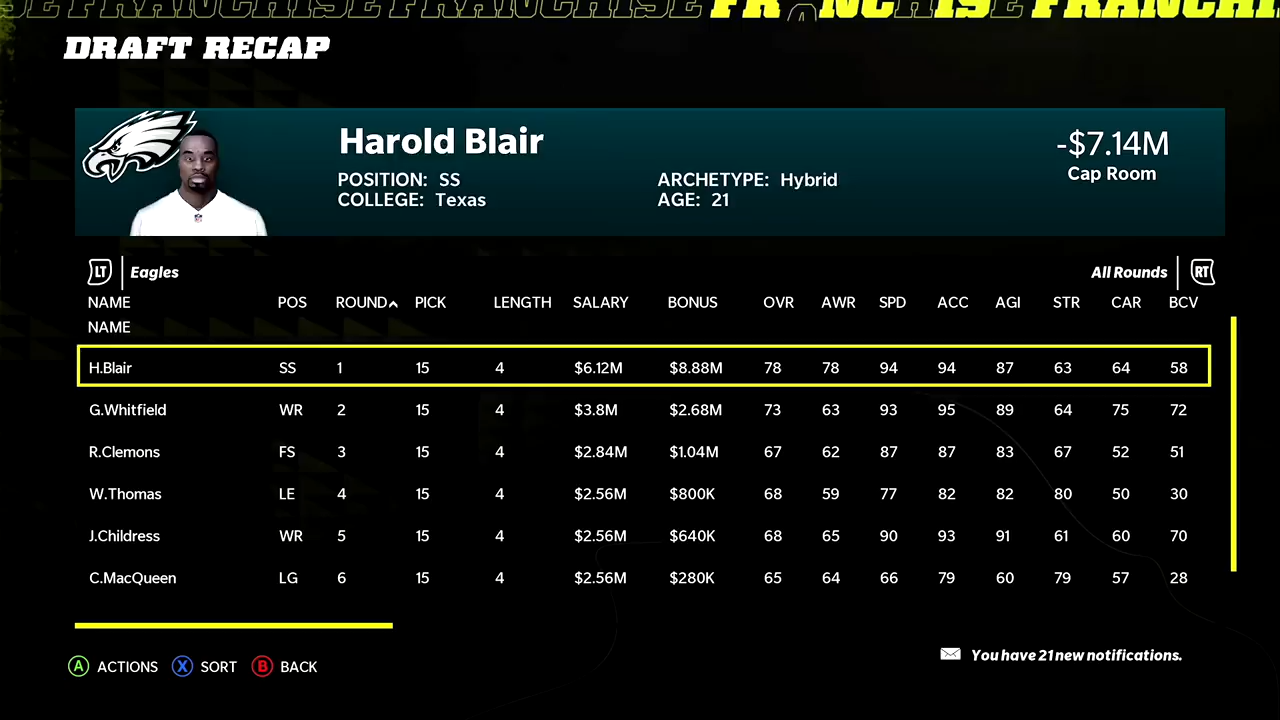 FRANCHISE FRANCHISE FRANCHISE FRANCHISE
DRAFT RECAP
Harold Blair
POSITION: SS
COLLEGE: Texas
ARCHETYPE: Hybrid
AGE: 21
-$7.14M
Cap Room
LT Eagles All Rounds RT
NAME POS ROUND PICK LENGTH SALARY BONUS OVR AWR SPD ACC AGI STR CAR BCV
NAME
H.Blair SS 1 15 4 $6.12M $8.88M 78 78 94 94 87 63 64 58
G.Whitfield WR 2 15 4 $3.8M $2.68M 73 63 93 95 89 64 75 72
R.Clemons FS 3 15 4 $2.84M $1.04M 67 62 87 87 83 67 52 51
W.Thomas LE 4 15 4 $2.56M $800K 68 59 77 82 82 80 50 30
J.Childress WR 5 15 4 $2.56M $640K 68 65 90 93 91 61 60 70
C.MacQueen LG 6 15 4 $2.56M $280K 65 64 66 79 60 79 57 28
A ACTIONS X SORT B BACK
You have 21 new notifications.